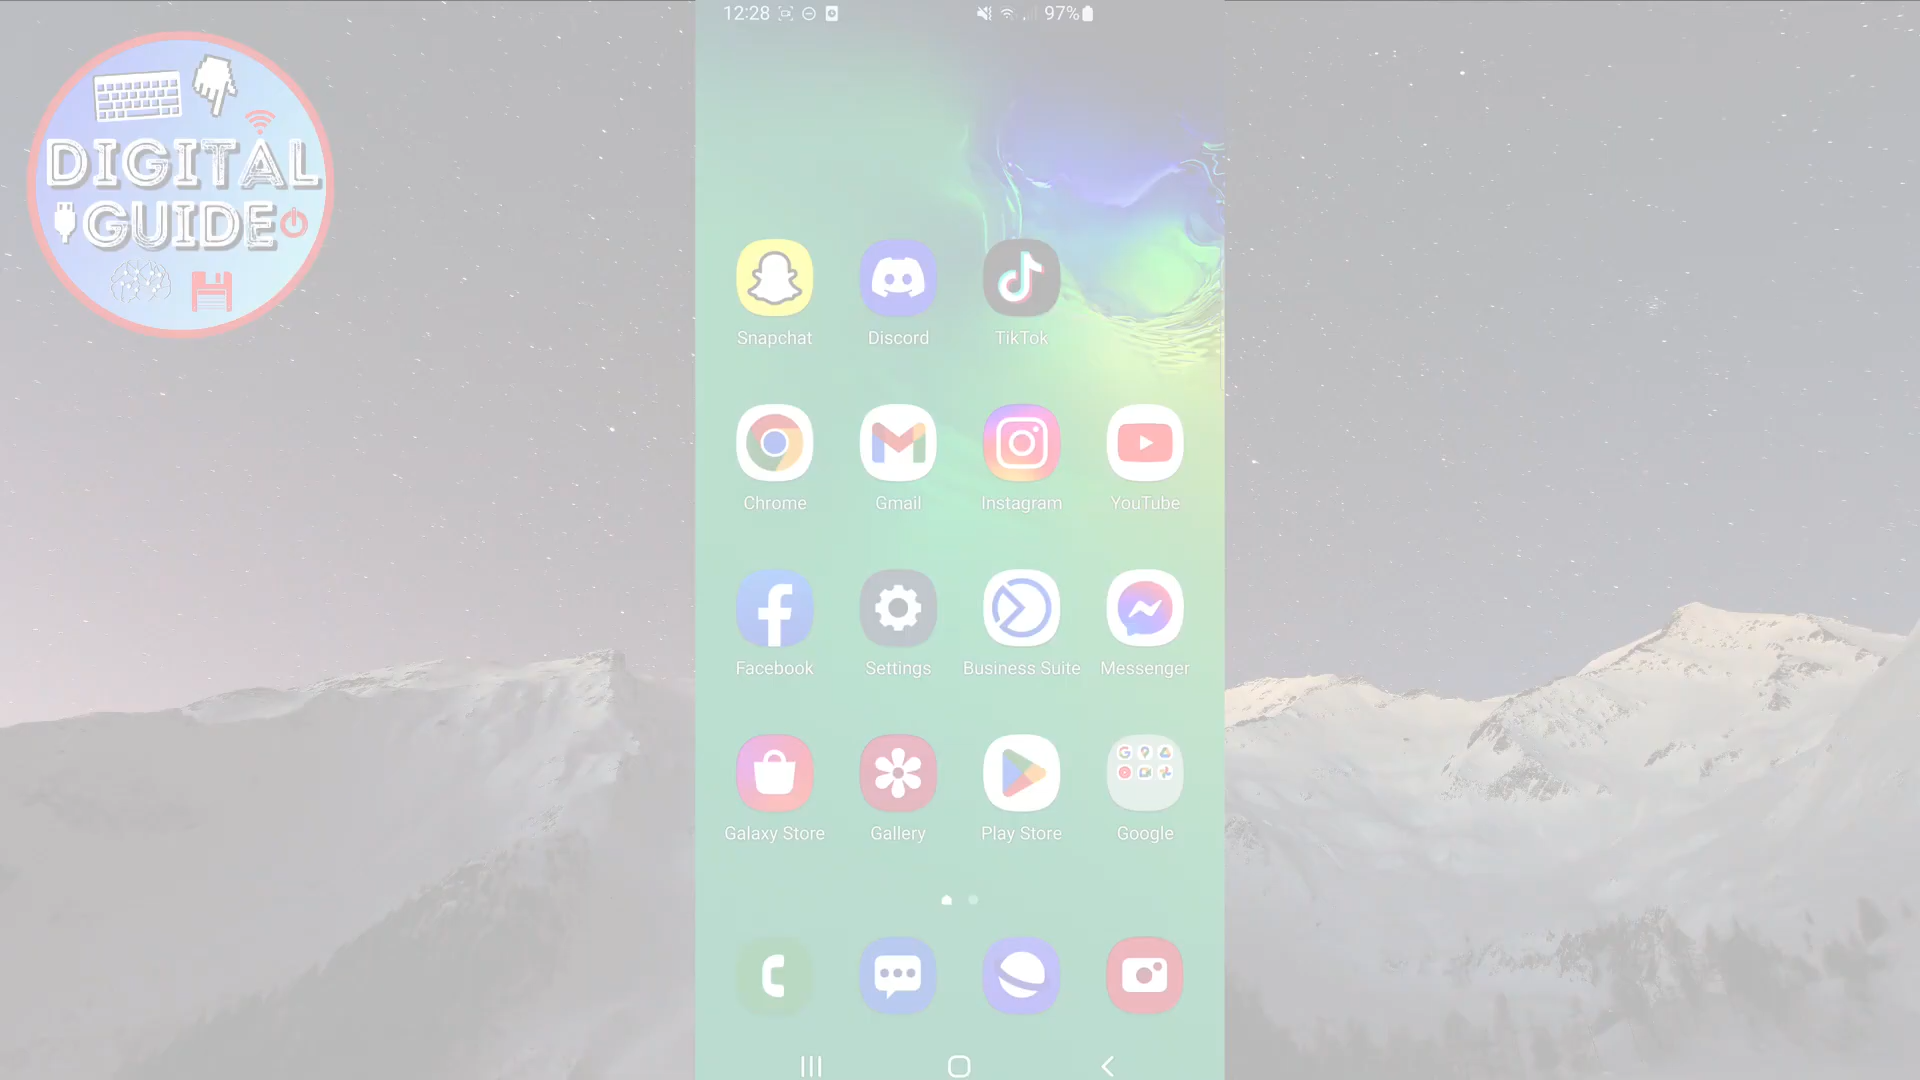 12:28
97%
DIGITAL
GUIDE
Snapchat Discord TikTok
Chrome Gmail Instagram YouTube
Facebook Settings Business Suite Messenger
Galaxy Store Gallery Play Store Google